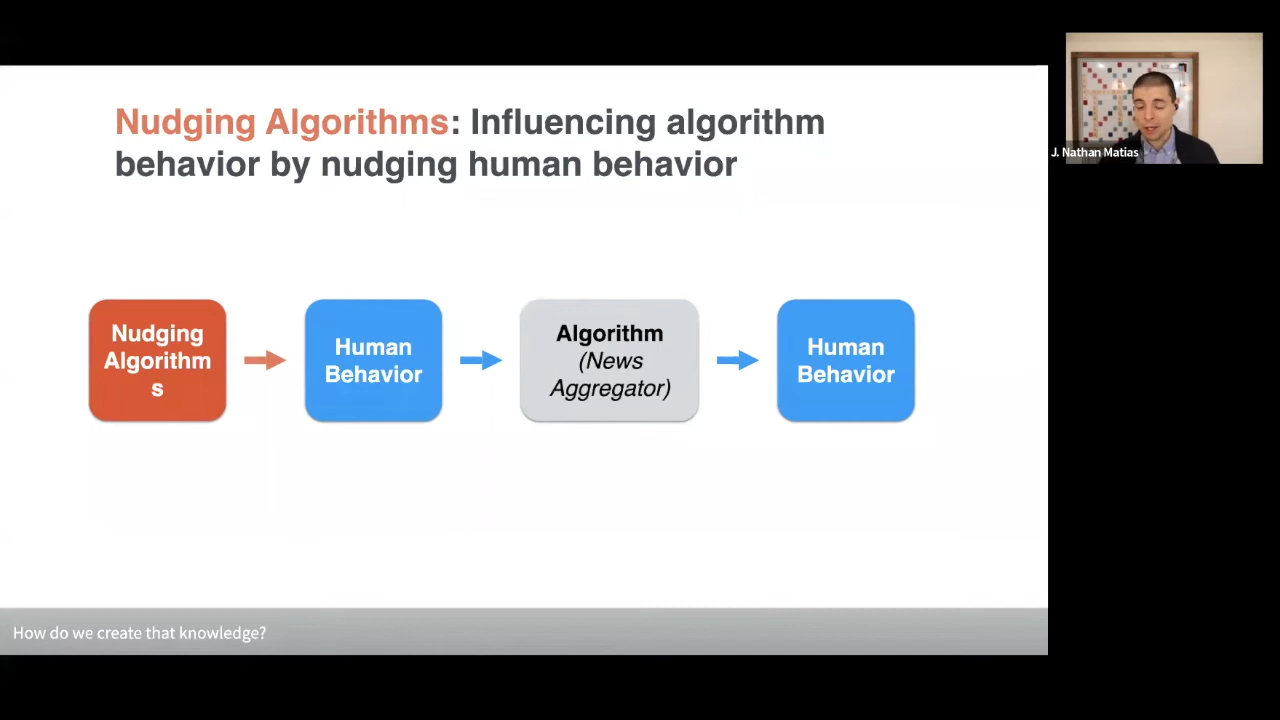 Nudging Algorithms: Influencing algorithm
behavior by nudging human behavior
Nudging
Algorithm
s
Human
Behavior
Algorithm
(News
Aggregator)
Human
Behavior
J. Nathan Matias
How do we create that knowledge?